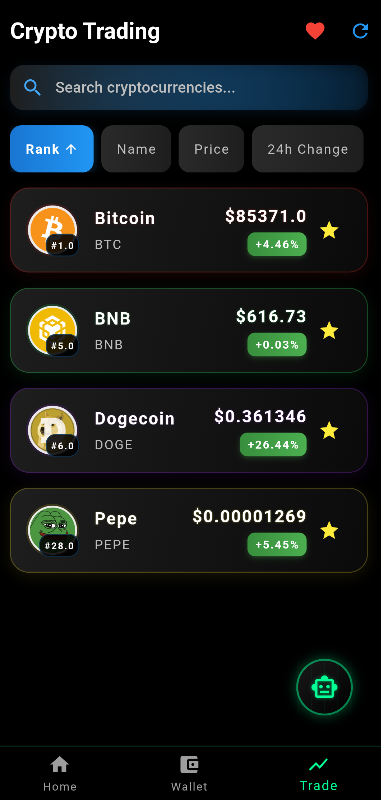 Crypto Trading
Search cryptocurrencies...
Rank ↑ Name Price 24h Change
Bitcoin $85371.0
#1.0 BTC +4.46%
BNB $616.73
#5.0 BNB +0.03%
Dogecoin $0.361346
#6.0 DOGE +26.44%
Pepe $0.00001269
#28.0 PEPE +5.45%
Home Wallet Trade